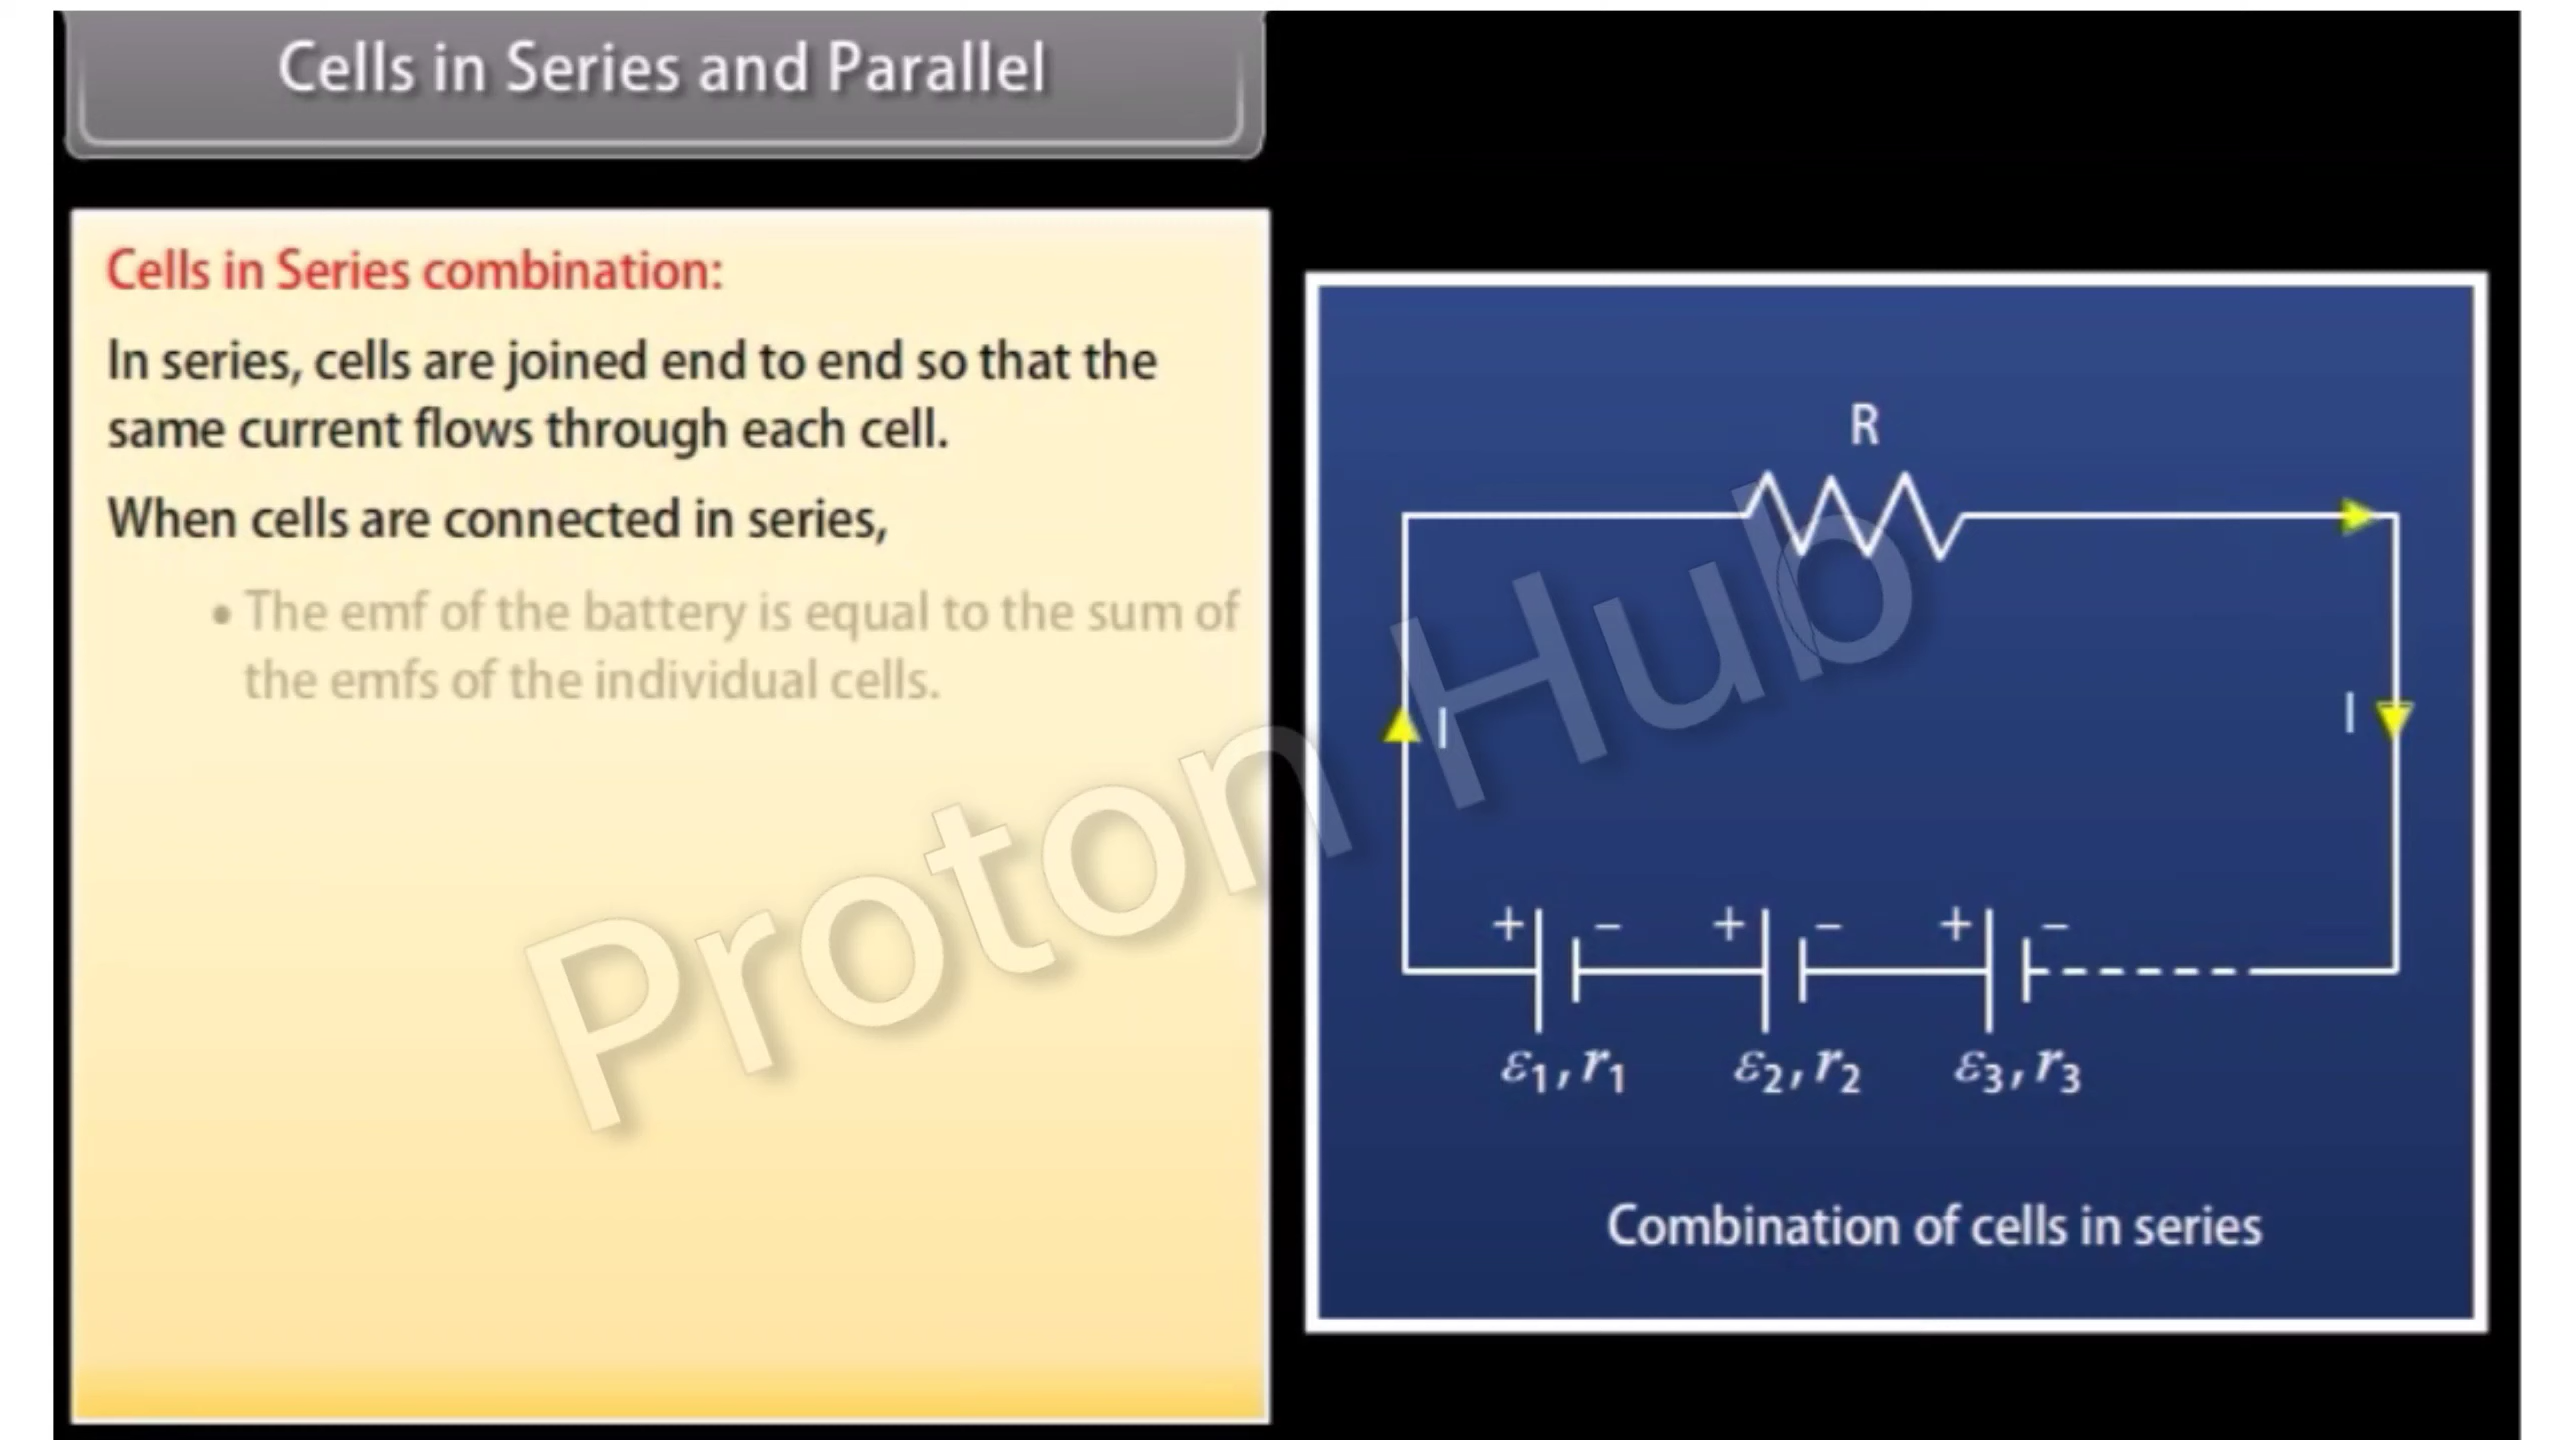 Cells in Series and Parallel
Cells in Series combination:
In series, cells are joined end to end so that the
same current flows through each cell.
When cells are connected in series,
• The emf of the battery is equal to the sum of
the emfs of the individual cells.
R
I
I
+ − + − + −
ε1, r1 ε2, r2 ε3, r3
Combination of cells in series
Proton Hub